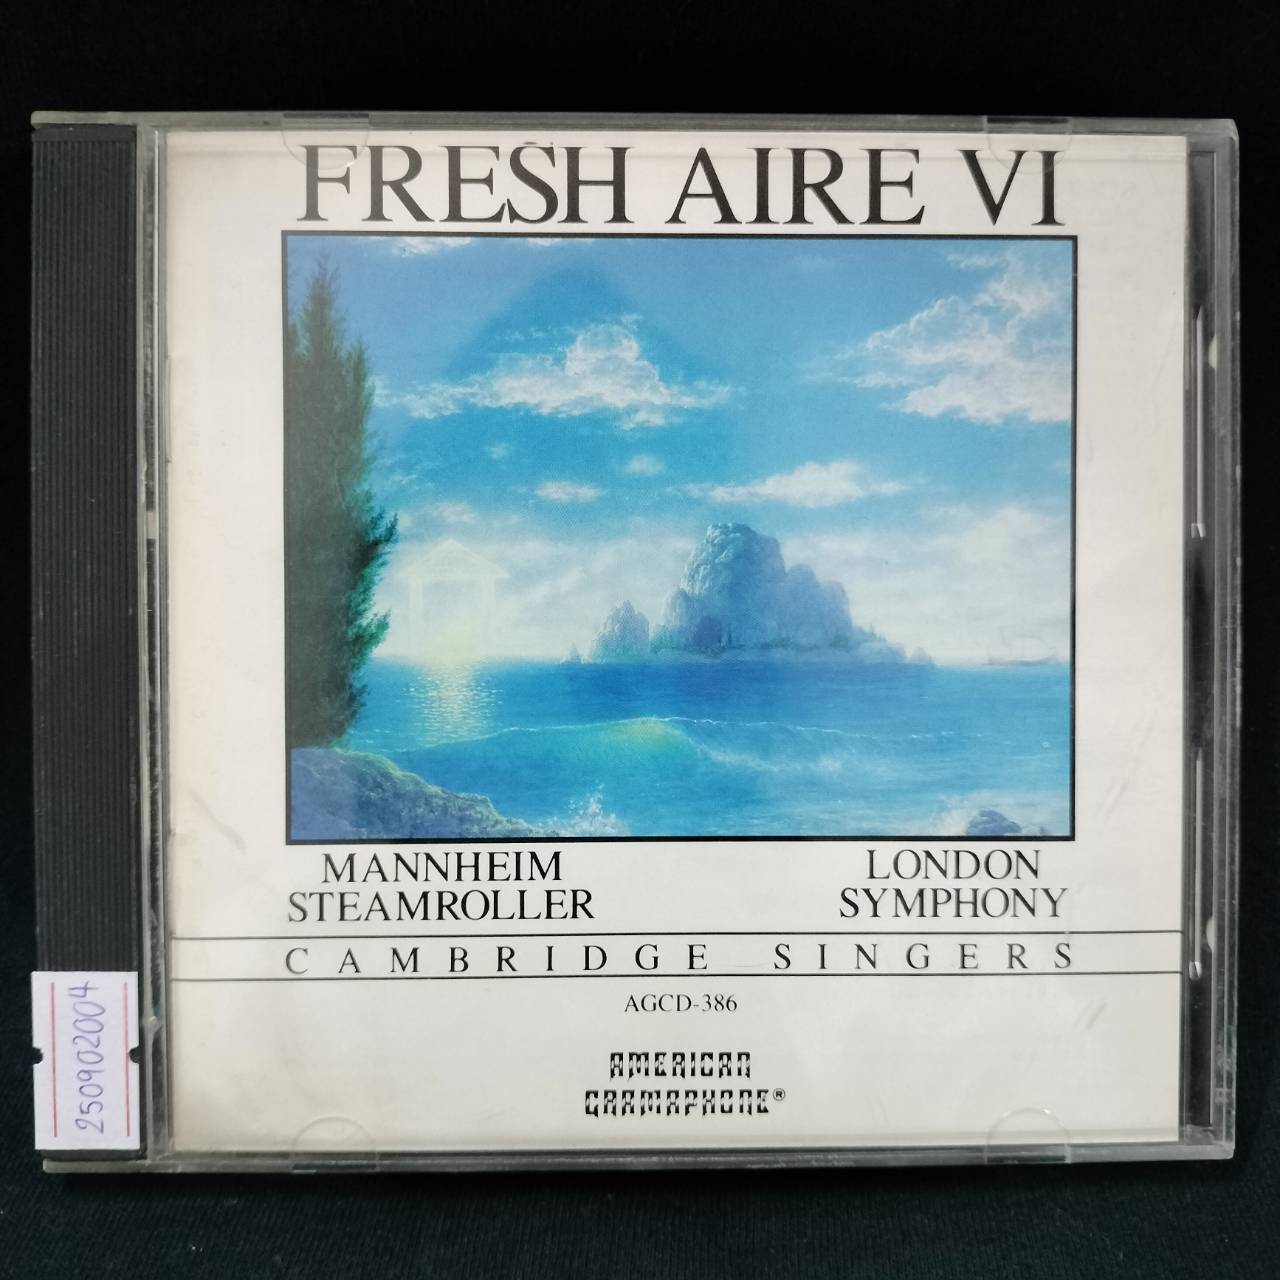 FRESH AIRE VI
MANNHEIM
STEAMROLLER
LONDON
SYMPHONY
CAMBRIDGE SINGERS
AGCD-386
AMERICAN
GRAMAPHONE®
250902004